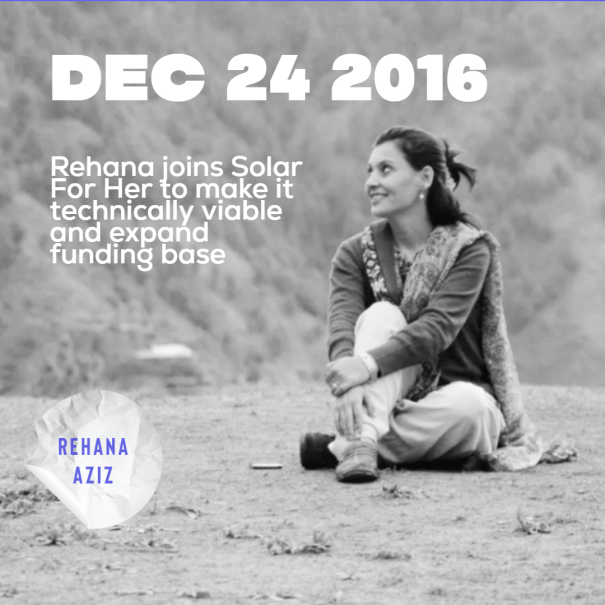 DEC 24 2016
Rehana joins Solar
For Her to make it
technically viable
and expand
funding base
REHANA
AZIZ